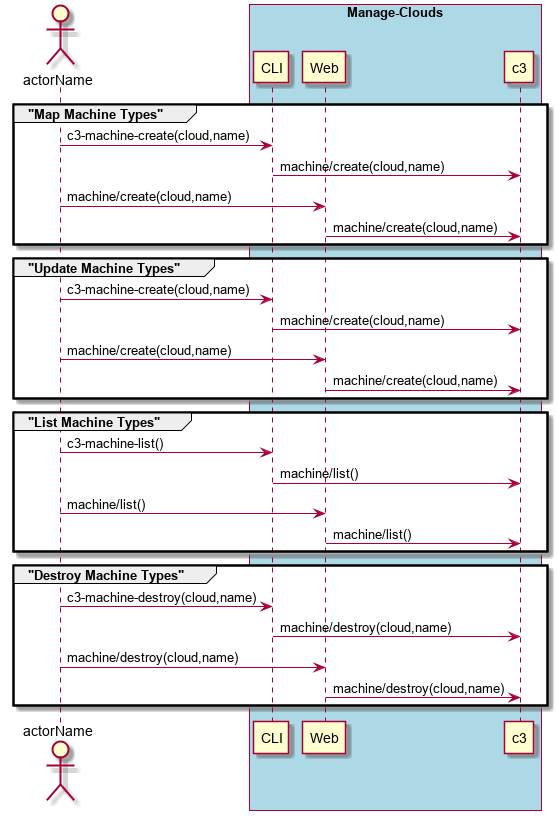 Manage-Clouds
actorName
CLI
Web
c3
"Map Machine Types"
c3-machine-create(cloud,name)
machine/create(cloud,name)
machine/create(cloud,name)
machine/create(cloud,name)
"Update Machine Types"
c3-machine-create(cloud,name)
machine/create(cloud,name)
machine/create(cloud,name)
machine/create(cloud,name)
"List Machine Types"
c3-machine-list()
machine/list()
machine/list()
machine/list()
"Destroy Machine Types"
c3-machine-destroy(cloud,name)
machine/destroy(cloud,name)
machine/destroy(cloud,name)
machine/destroy(cloud,name)
actorName
CLI
Web
c3